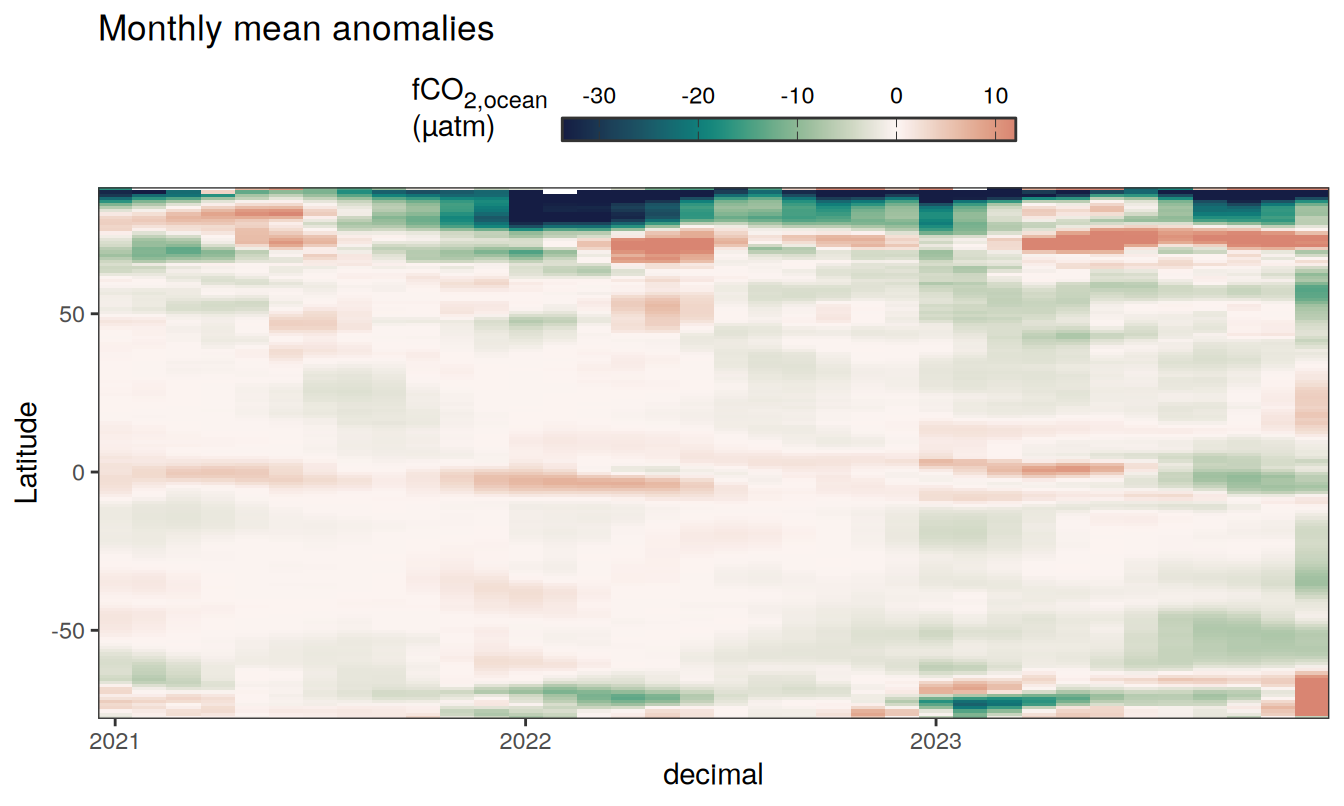 Monthly mean anomalies
fCO2,ocean
(µatm)
-30 -20 -10 0 10
Latitude
50
0
-50
2021 2022 2023
decimal